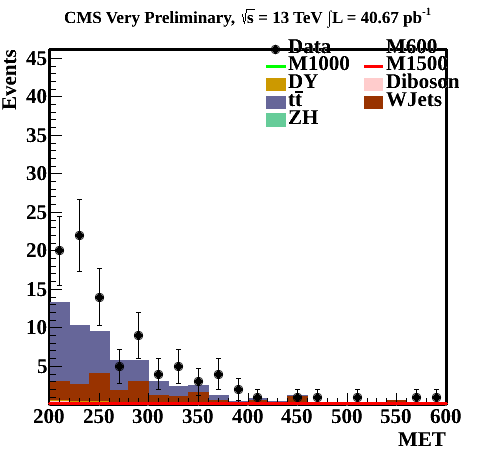 CMS Very Preliminary, √s = 13 TeV ∫L = 40.67 pb⁻¹
Events
45
40
35
30
25
20
15
10
5
Data M600
M1000 M1500
DY Diboson
tt̄ WJets
ZH
200 250 300 350 400 450 500 550 600
MET